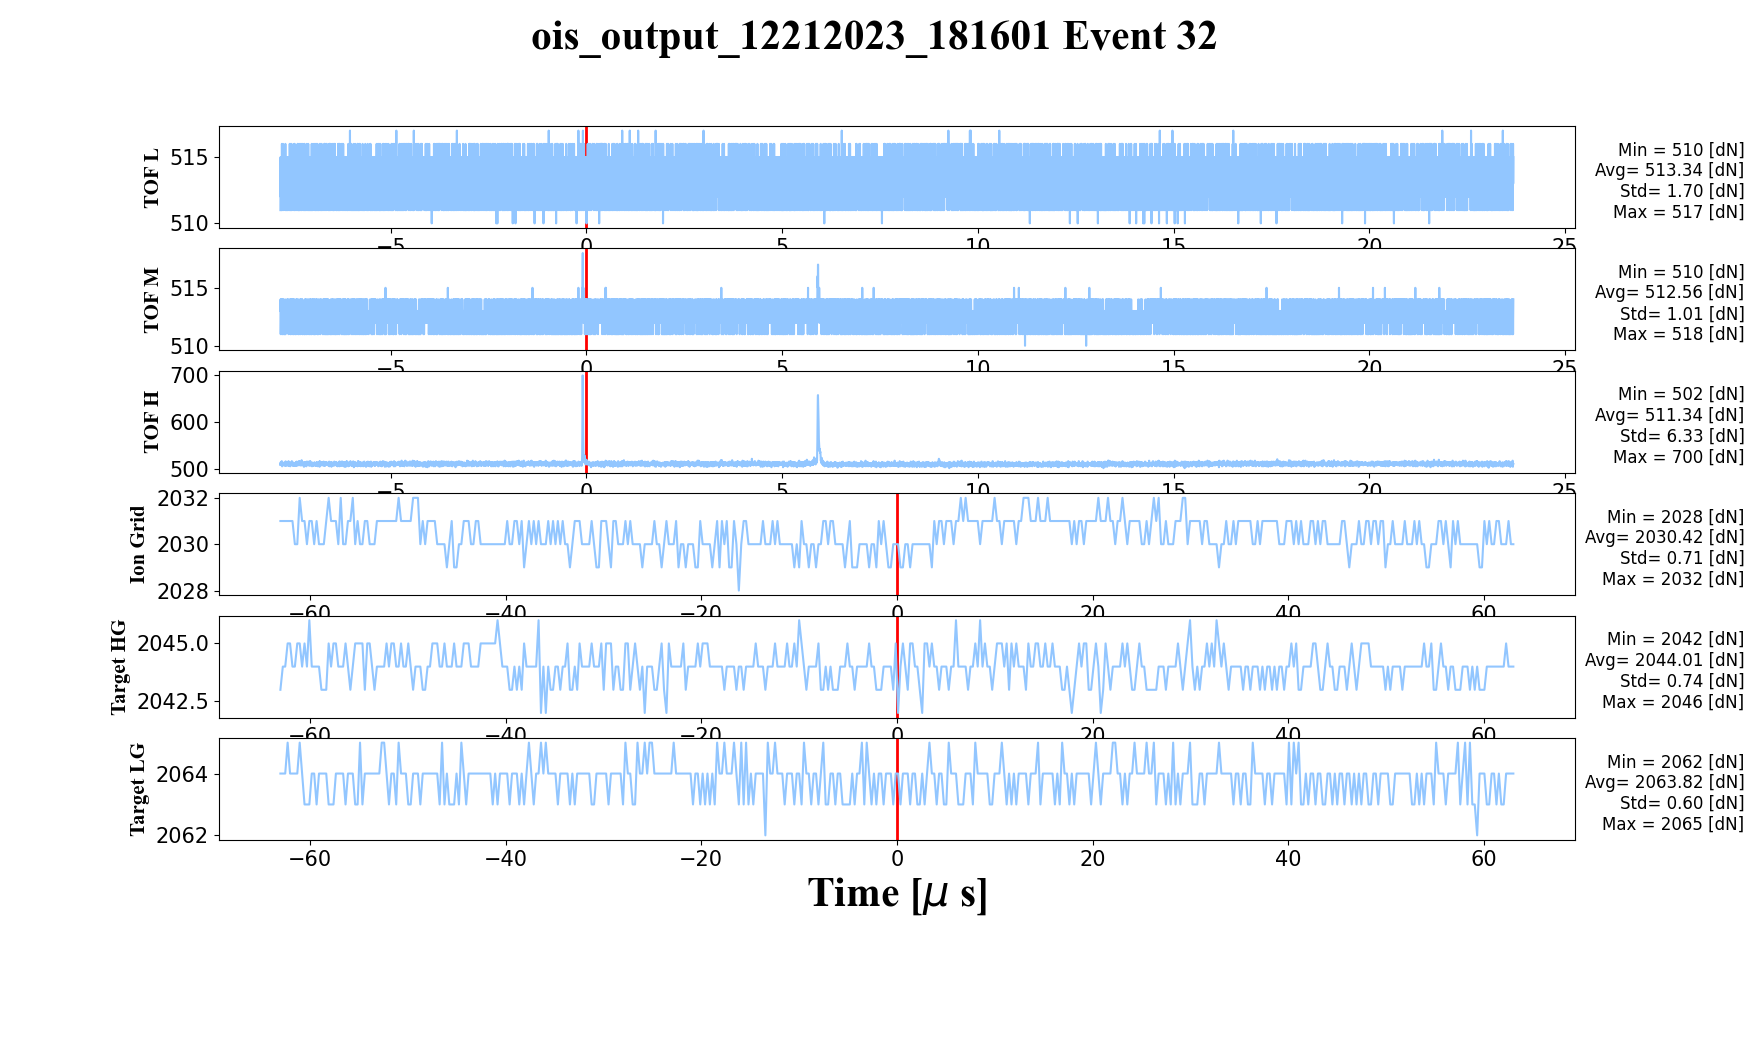 ois_output_12212023_181601 Event 32
TOF L
515
510
−5 0 5 10 15 20 25
Min = 510 [dN]
Avg= 513.34 [dN]
Std= 1.70 [dN]
Max = 517 [dN]
TOF M
515
510
−5 0 5 10 15 20 25
Min = 510 [dN]
Avg= 512.56 [dN]
Std= 1.01 [dN]
Max = 518 [dN]
TOF H
700
600
500
−5 0 5 10 15 20 25
Min = 502 [dN]
Avg= 511.34 [dN]
Std= 6.33 [dN]
Max = 700 [dN]
Ion Grid
2032
2030
2028
−60 −40 −20 0 20 40 60
Min = 2028 [dN]
Avg= 2030.42 [dN]
Std= 0.71 [dN]
Max = 2032 [dN]
Target HG
2045.0
2042.5
−60 −40 −20 0 20 40 60
Min = 2042 [dN]
Avg= 2044.01 [dN]
Std= 0.74 [dN]
Max = 2046 [dN]
Target LG
2064
2062
−60 −40 −20 0 20 40 60
Min = 2062 [dN]
Avg= 2063.82 [dN]
Std= 0.60 [dN]
Max = 2065 [dN]
Time [μ s]